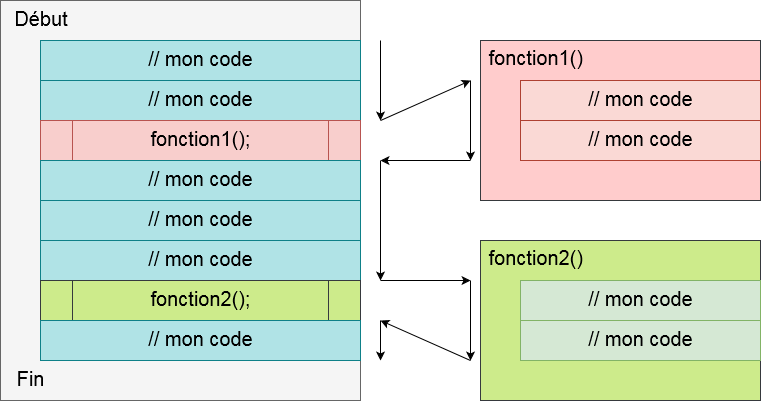 Début
// mon code
// mon code
fonction1();
// mon code
// mon code
// mon code
fonction2();
// mon code
Fin
fonction1()
// mon code
// mon code
fonction2()
// mon code
// mon code